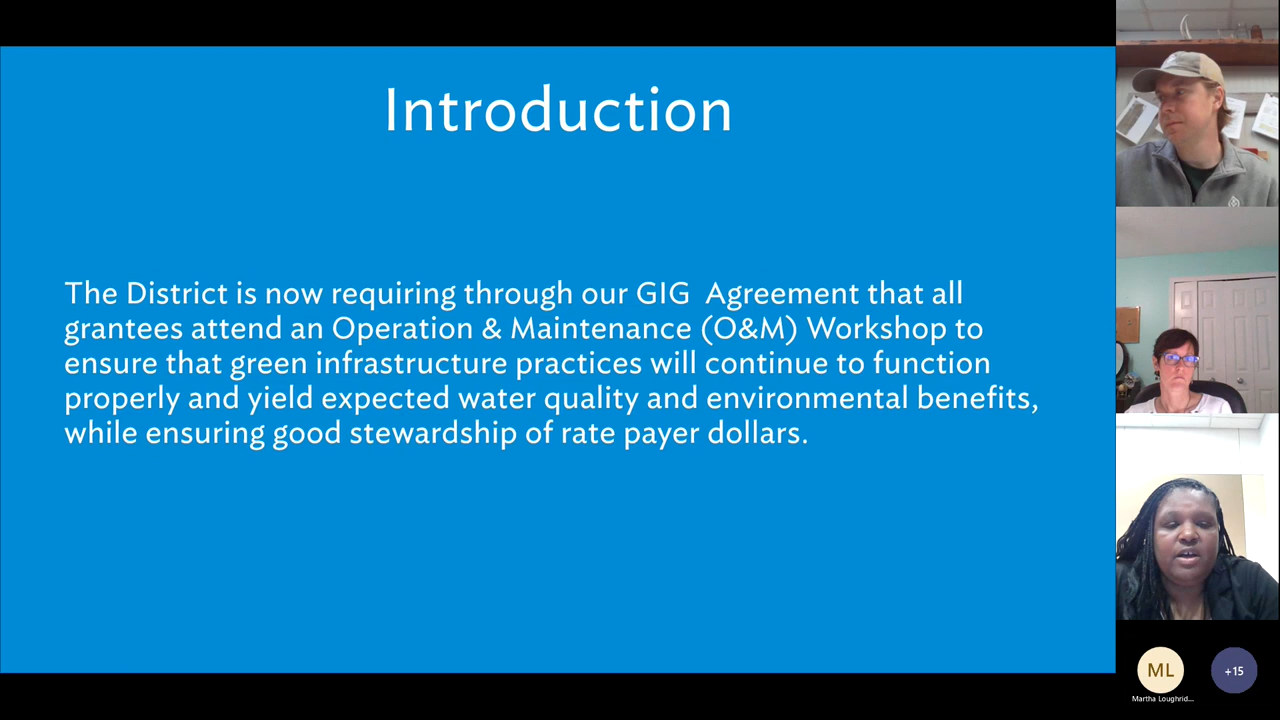 Introduction
The District is now requiring through our GIG Agreement that all
grantees attend an Operation & Maintenance (O&M) Workshop to
ensure that green infrastructure practices will continue to function
properly and yield expected water quality and environmental benefits,
while ensuring good stewardship of rate payer dollars.
ML
+15
Martha Loughrid...